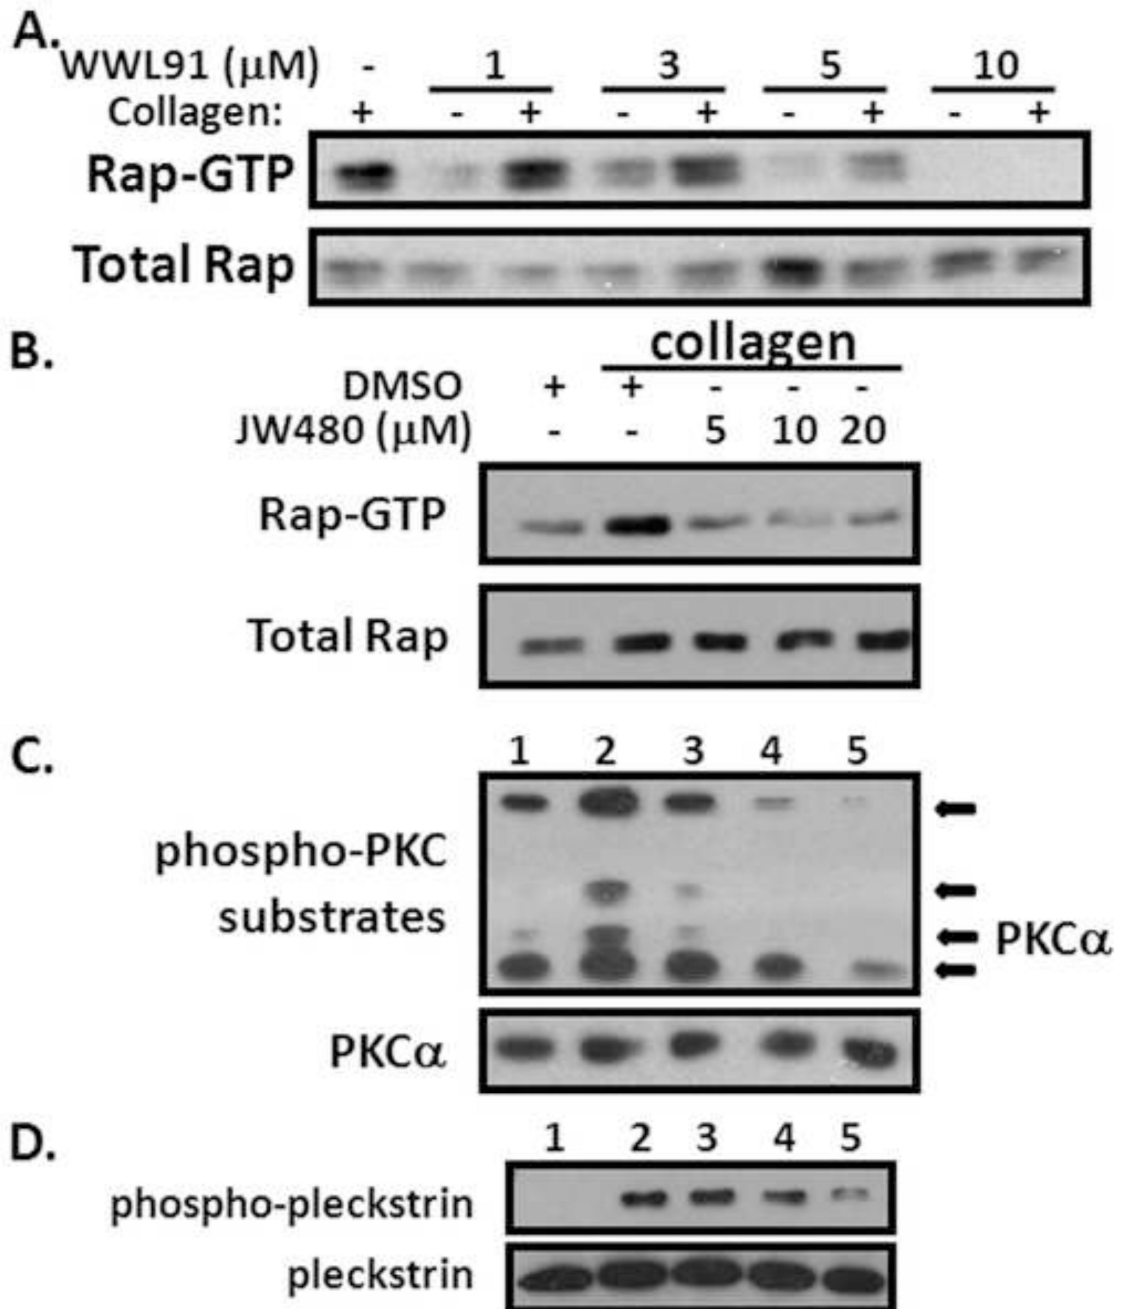 A.
WWL91 (μM) - 1 3 5 10
Collagen: + - + - + - + - +
Rap-GTP
Total Rap
B.
collagen
DMSO + + - - -
JW480 (μM) - - 5 10 20
Rap-GTP
Total Rap
C.
1 2 3 4 5
phospho-PKC
substrates
PKCα
PKCα
D.
1 2 3 4 5
phospho-pleckstrin
pleckstrin